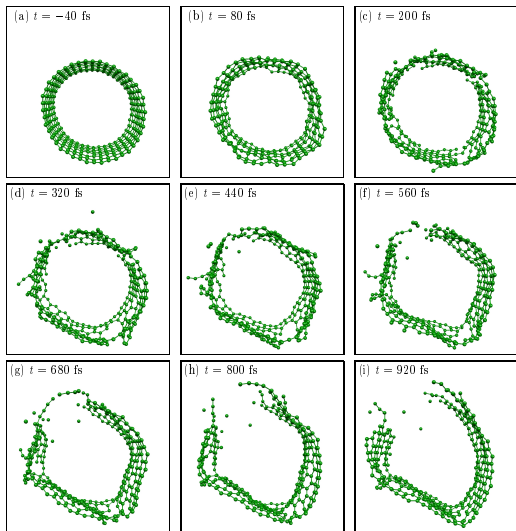 (a) t = −40 fs
(b) t = 80 fs
(c) t = 200 fs
(d) t = 320 fs
(e) t = 440 fs
(f) t = 560 fs
(g) t = 680 fs
(h) t = 800 fs
(i) t = 920 fs